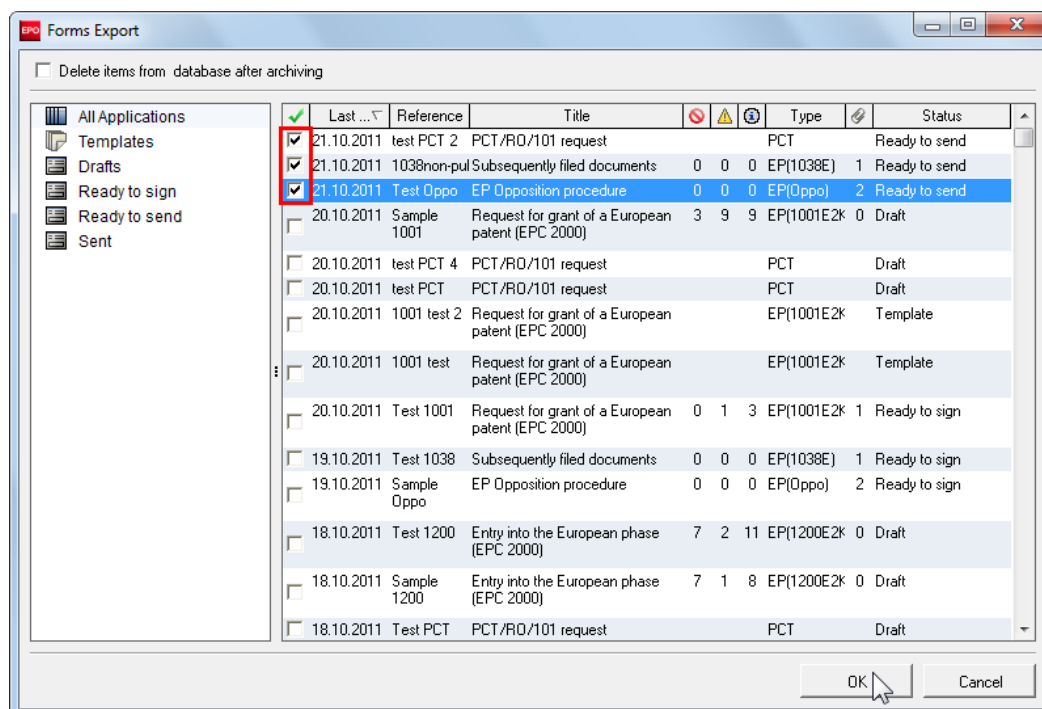 EPO Forms Export
Delete items from database after archiving
All Applications
Templates
Drafts
Ready to sign
Ready to send
Sent
Last ... Reference Title Type Status
21.10.2011 test PCT 2 PCT/RO/101 request PCT Ready to send
21.10.2011 1038non-pul Subsequently filed documents 0 0 0 EP(1038E) 1 Ready to send
21.10.2011 Test Oppo EP Opposition procedure 0 0 0 EP(Oppo) 2 Ready to send
20.10.2011 Sample Request for grant of a European 3 9 9 EP(1001E2K 0 Draft
1001 patent (EPC 2000)
20.10.2011 test PCT 4 PCT/RO/101 request PCT Draft
20.10.2011 test PCT PCT/RO/101 request PCT Draft
20.10.2011 1001 test 2 Request for grant of a European EP(1001E2K Template
patent (EPC 2000)
20.10.2011 1001 test Request for grant of a European EP(1001E2K Template
patent (EPC 2000)
20.10.2011 Test 1001 Request for grant of a European 0 1 3 EP(1001E2K 1 Ready to sign
patent (EPC 2000)
19.10.2011 Test 1038 Subsequently filed documents 0 0 0 EP(1038E) 1 Ready to sign
19.10.2011 Sample EP Opposition procedure 0 0 0 EP(Oppo) 2 Ready to sign
Oppo
18.10.2011 Test 1200 Entry into the European phase 7 2 11 EP(1200E2K 0 Draft
(EPC 2000)
18.10.2011 Sample Entry into the European phase 7 1 8 EP(1200E2K 0 Draft
1200 (EPC 2000)
18.10.2011 Test PCT PCT/RO/101 request PCT Draft
OK Cancel